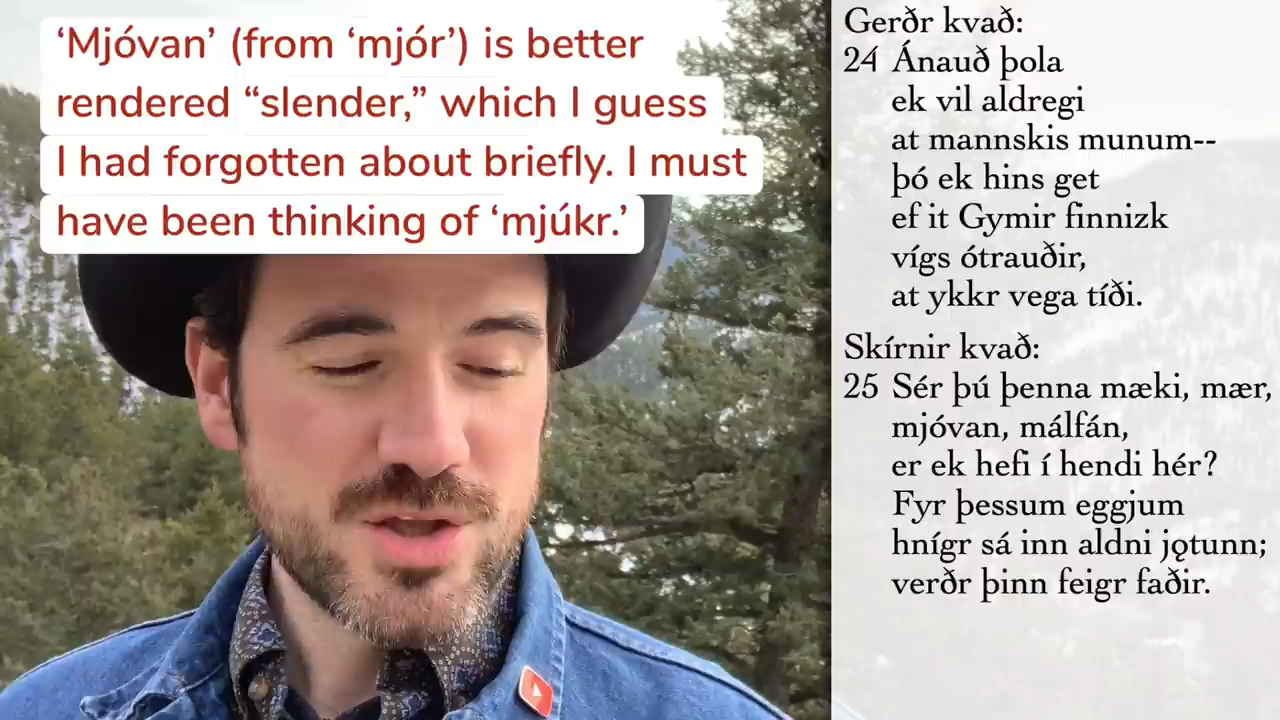 ‘Mjóvan’ (from ‘mjór’) is better
rendered “slender,” which I guess
I had forgotten about briefly. I must
have been thinking of ‘mjúkr.’
Gerðr kvað:
24 Ánauð þola
ek vil aldregi
at mannskis munum--
þó ek hins get
ef it Gymir finnizk
vígs ótrauðir,
at ykkr vega tíði.
Skírnir kvað:
25 Sér þú þenna mæki, mær,
mjóvan, málfán,
er ek hefi í hendi hér?
Fyr þessum eggjum
hnígr sá inn aldni jǫtunn;
verðr þinn feigr faðir.